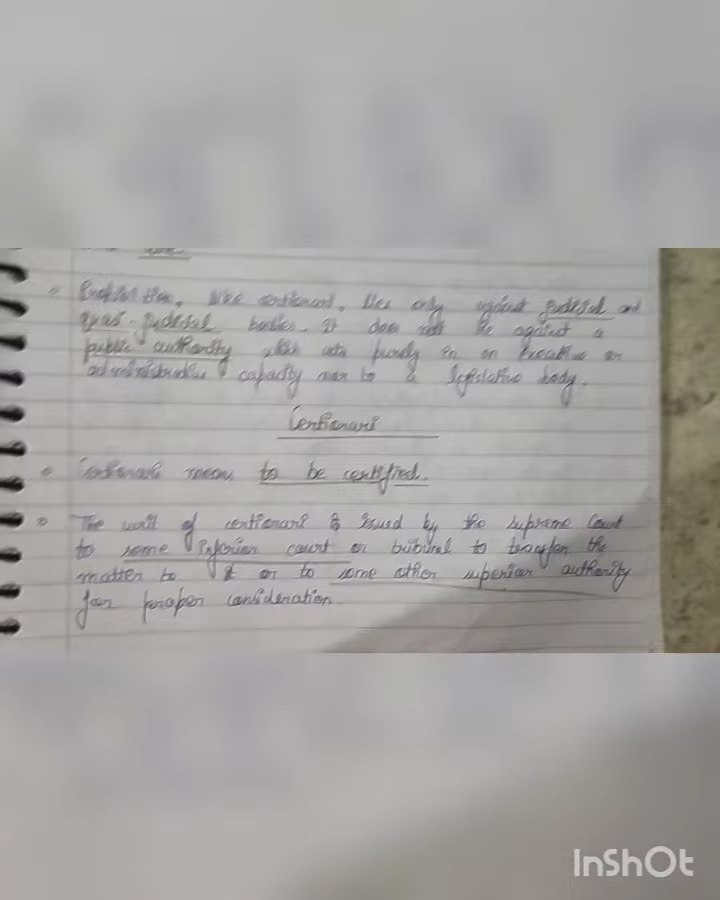 Prohibition, like certiorari, lies only against judicial and
quasi-judicial bodies. It does not lie against a
public authority which acts purely in an executive or
administrative capacity nor to a legislative body.
Certiorari
Certiorari means to be certified.
The writ of certiorari is issued by the supreme court
to some inferior court or tribunal to transfer the
matter to it or to some other superior authority
for proper consideration.
InShOt